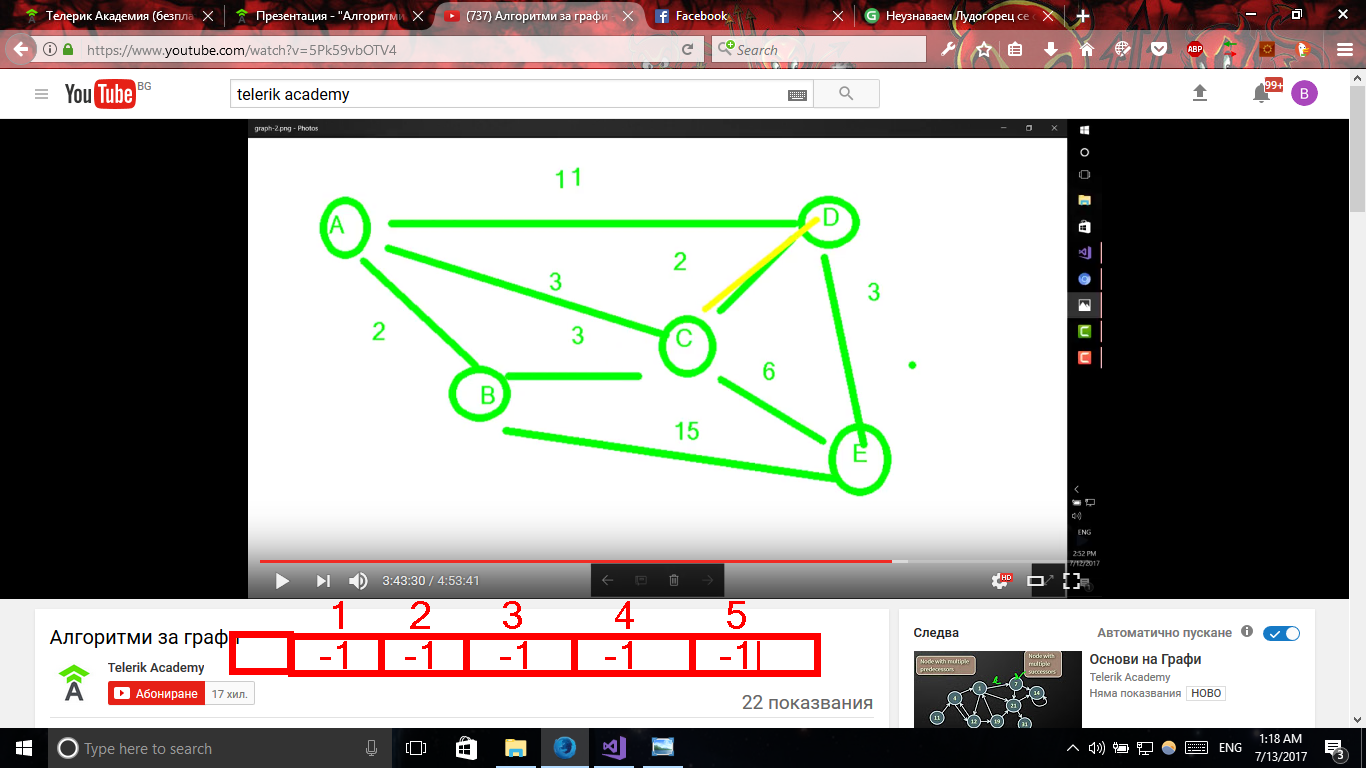 Телерик Академия (безпла
Презентация - "Алгоритми
(737) Алгоритми за графи -
Facebook
Неузнаваем Лудогорец се
https://www.youtube.com/watch?v=5Pk59vbOTV4
Search
ABP
YouTube BG
telerik academy
99+
B
graph-2.png - Photos
11
A
D
2
3
3
2
3
C
6
B
15
E
ENG
2:52 PM
7/12/2017
3:43:30 / 4:53:41
HD
1 2 3 4 5
Алгоритми за графи
-1 -1 -1 -1 -1
Telerik Academy
Абониране 17 хил.
22 показвания
Следва
Автоматично пускане
Node with multiple predecessors
Node with multiple successors
Основи на Графи
Telerik Academy
Няма показвания НОВО
Type here to search
ENG
1:18 AM
7/13/2017
3